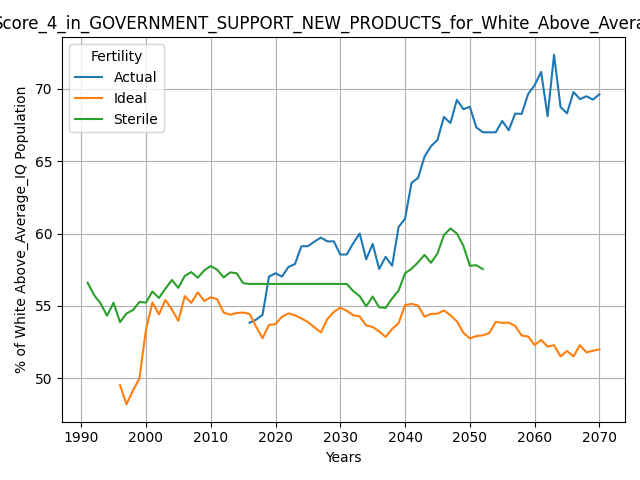 Score_4_in_GOVERNMENT_SUPPORT_NEW_PRODUCTS_for_White_Above_Avera
Fertility
Actual
Ideal
Sterile
% of White Above_Average_IQ Population
70
65
60
55
50
1990 2000 2010 2020 2030 2040 2050 2060 2070
Years